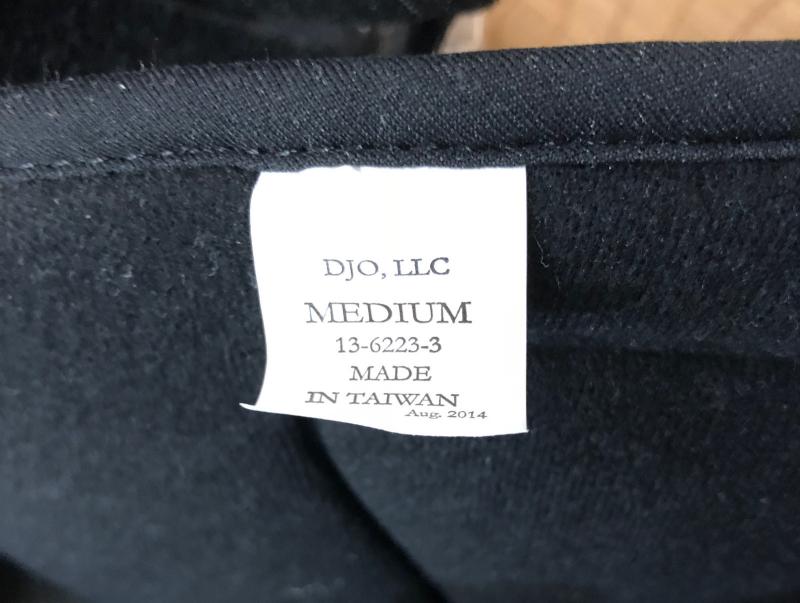 DJO, LLC
MEDIUM
13-6223-3
MADE
IN TAIWAN
Aug. 2014